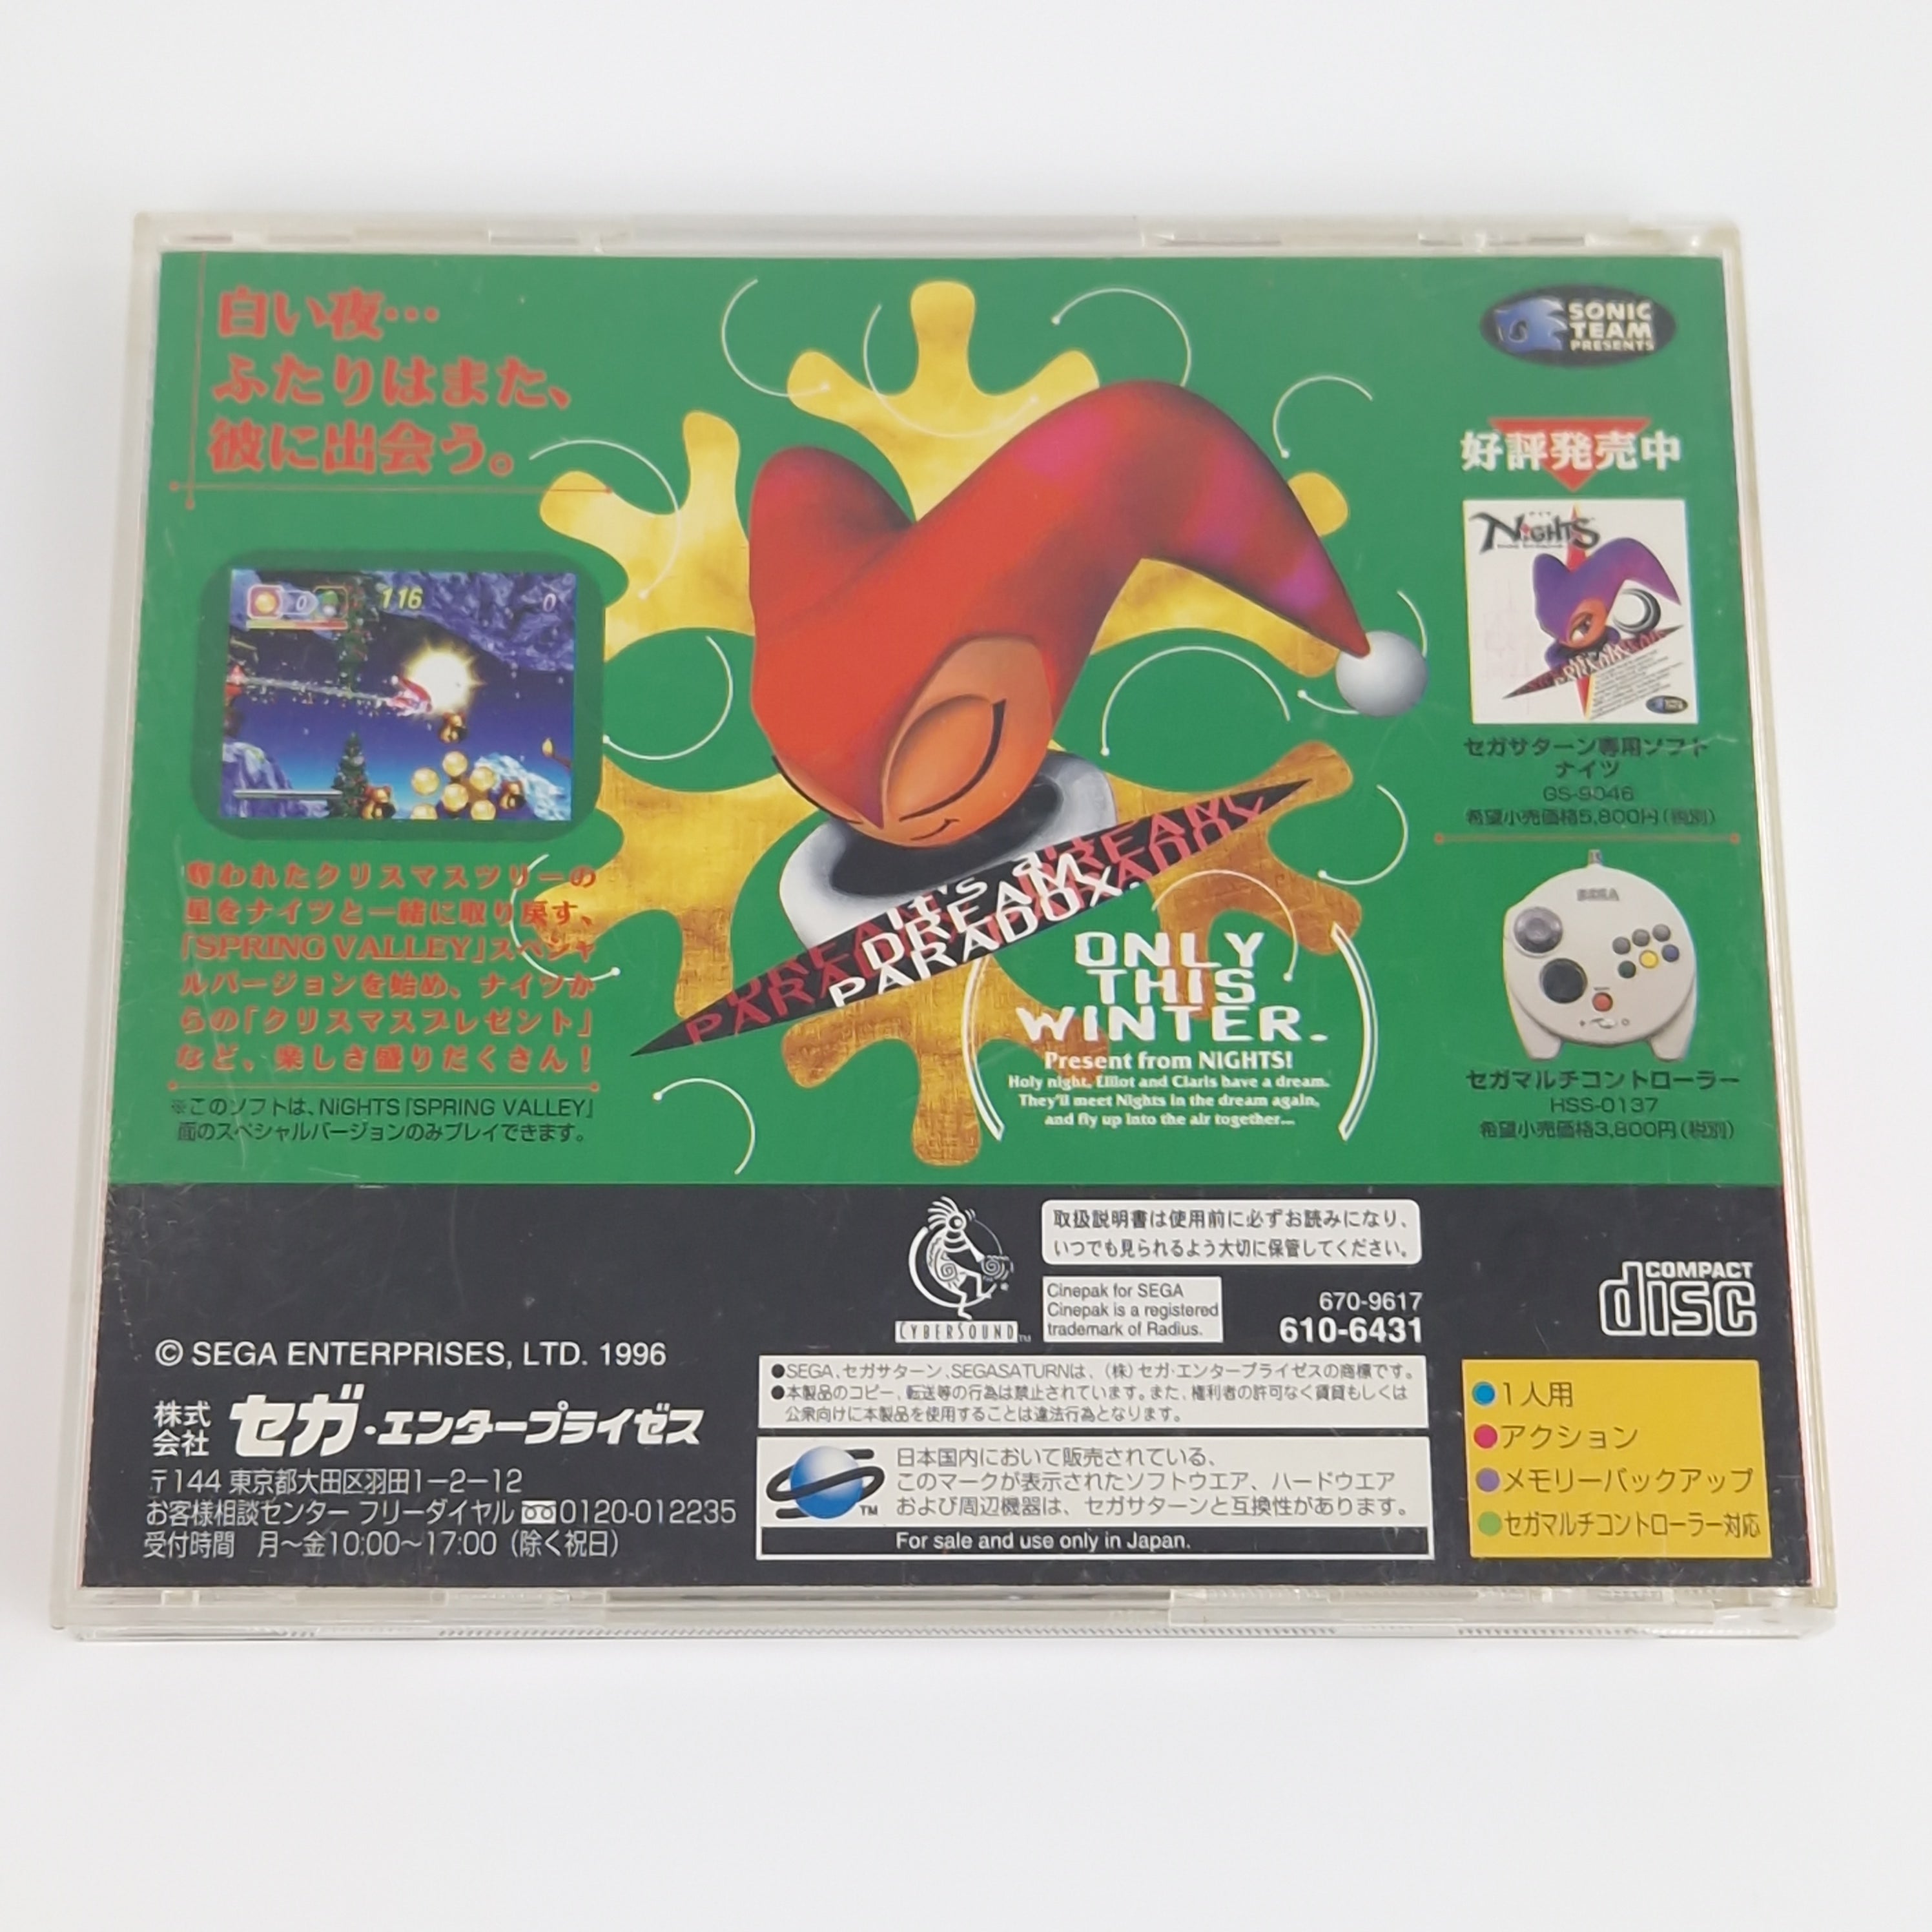 白い夜…
ふたりはまた、
彼に出会う。
0
116
0
奪われたクリスマスツリーの
星をナイツと一緒に取り戻す、
「SPRING VALLEY」スペシャ
ルバージョンを始め、ナイツか
らの「クリスマスプレゼント」
など、楽しさ盛りだくさん!
※このソフトは、NiGHTS「SPRING VALLEY」
面のスペシャルバージョンのみプレイできます。
IT'S a
DREAM
PARADOX.
ONLY
THIS
WINTER.
Present from NIGHTS!
Holy night, Elliot and Claris have a dream.
They'll meet Nights in the dream again,
and fly up into the air together...
SONIC
TEAM
PRESENTS
好評発売中
NiGHTS
セガサターン専用ソフト
ナイツ
GS-9046
希望小売価格5,800円(税別)
SEGA
セガマルチコントローラー
HSS-0137
希望小売価格3,800円(税別)
© SEGA ENTERPRISES, LTD. 1996
株式会社 セガ・エンタープライゼス
〒144 東京都大田区羽田1-2-12
お客様相談センター フリーダイヤル 0120-012235
受付時間 月〜金10:00〜17:00(除く祝日)
CYBERSOUND™
取扱説明書は使用前に必ずお読みになり、
いつでも見られるよう大切に保管してください。
Cinepak for SEGA
Cinepak is a registered
trademark of Radius.
670-9617
610-6431
●SEGA、セガサターン、SEGASATURNは、(株)セガ・エンタープライゼスの商標です。
●本製品のコピー、転送等の行為は禁止されています。また、権利者の許可なく賃貸もしくは
公衆向けに本製品を使用することは違法行為となります。
TM
日本国内において販売されている、
このマークが表示されたソフトウエア、ハードウエア
および周辺機器は、セガサターンと互換性があります。
For sale and use only in Japan.
COMPACT
disc
●1人用
●アクション
●メモリーバックアップ
●セガマルチコントローラー対応